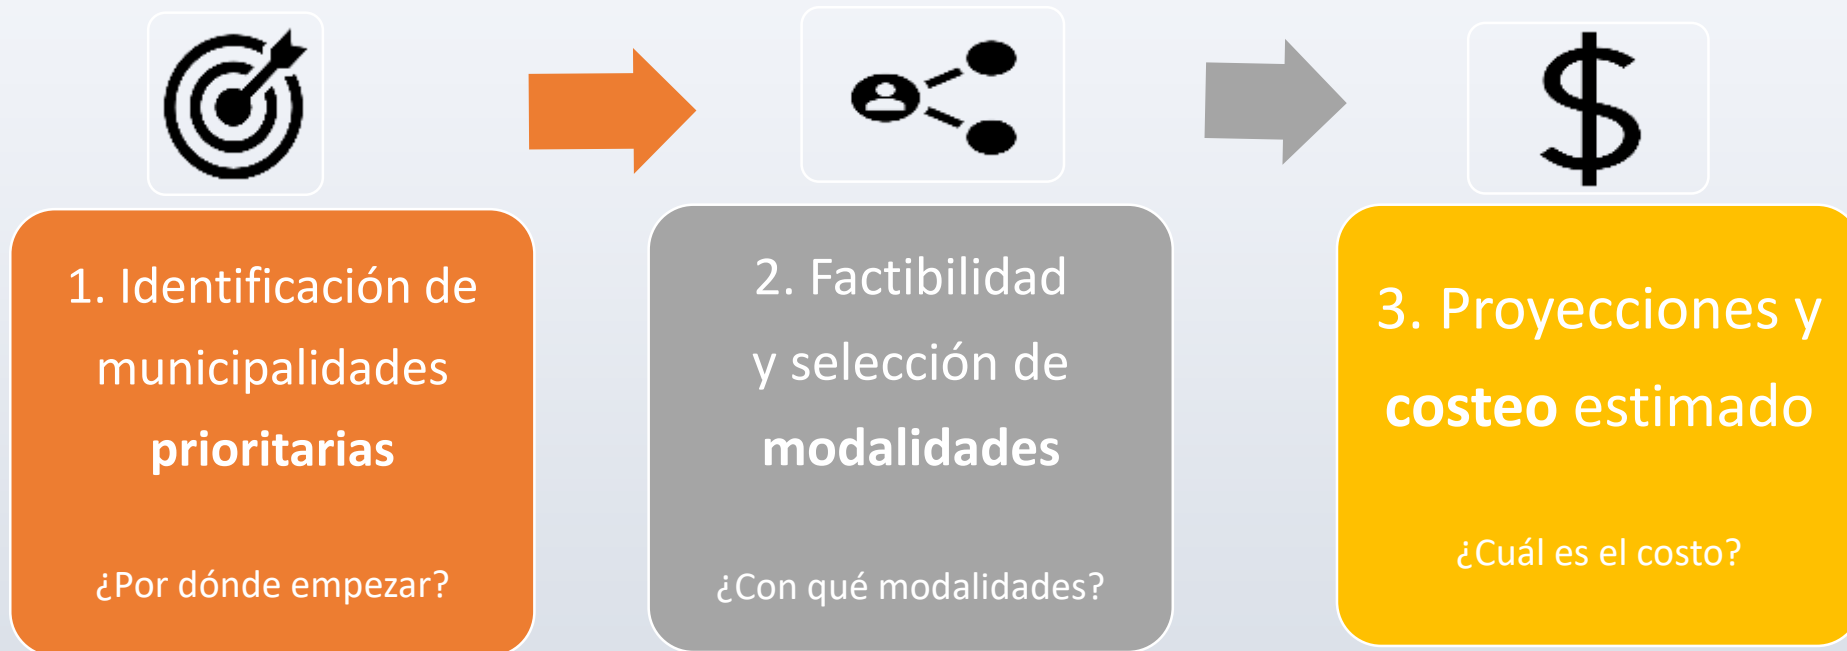 1. Identificación de
municipalidades
prioritarias
¿Por dónde empezar?
2. Factibilidad
y selección de
modalidades
¿Con qué modalidades?
3. Proyecciones y
costeo estimado
¿Cuál es el costo?